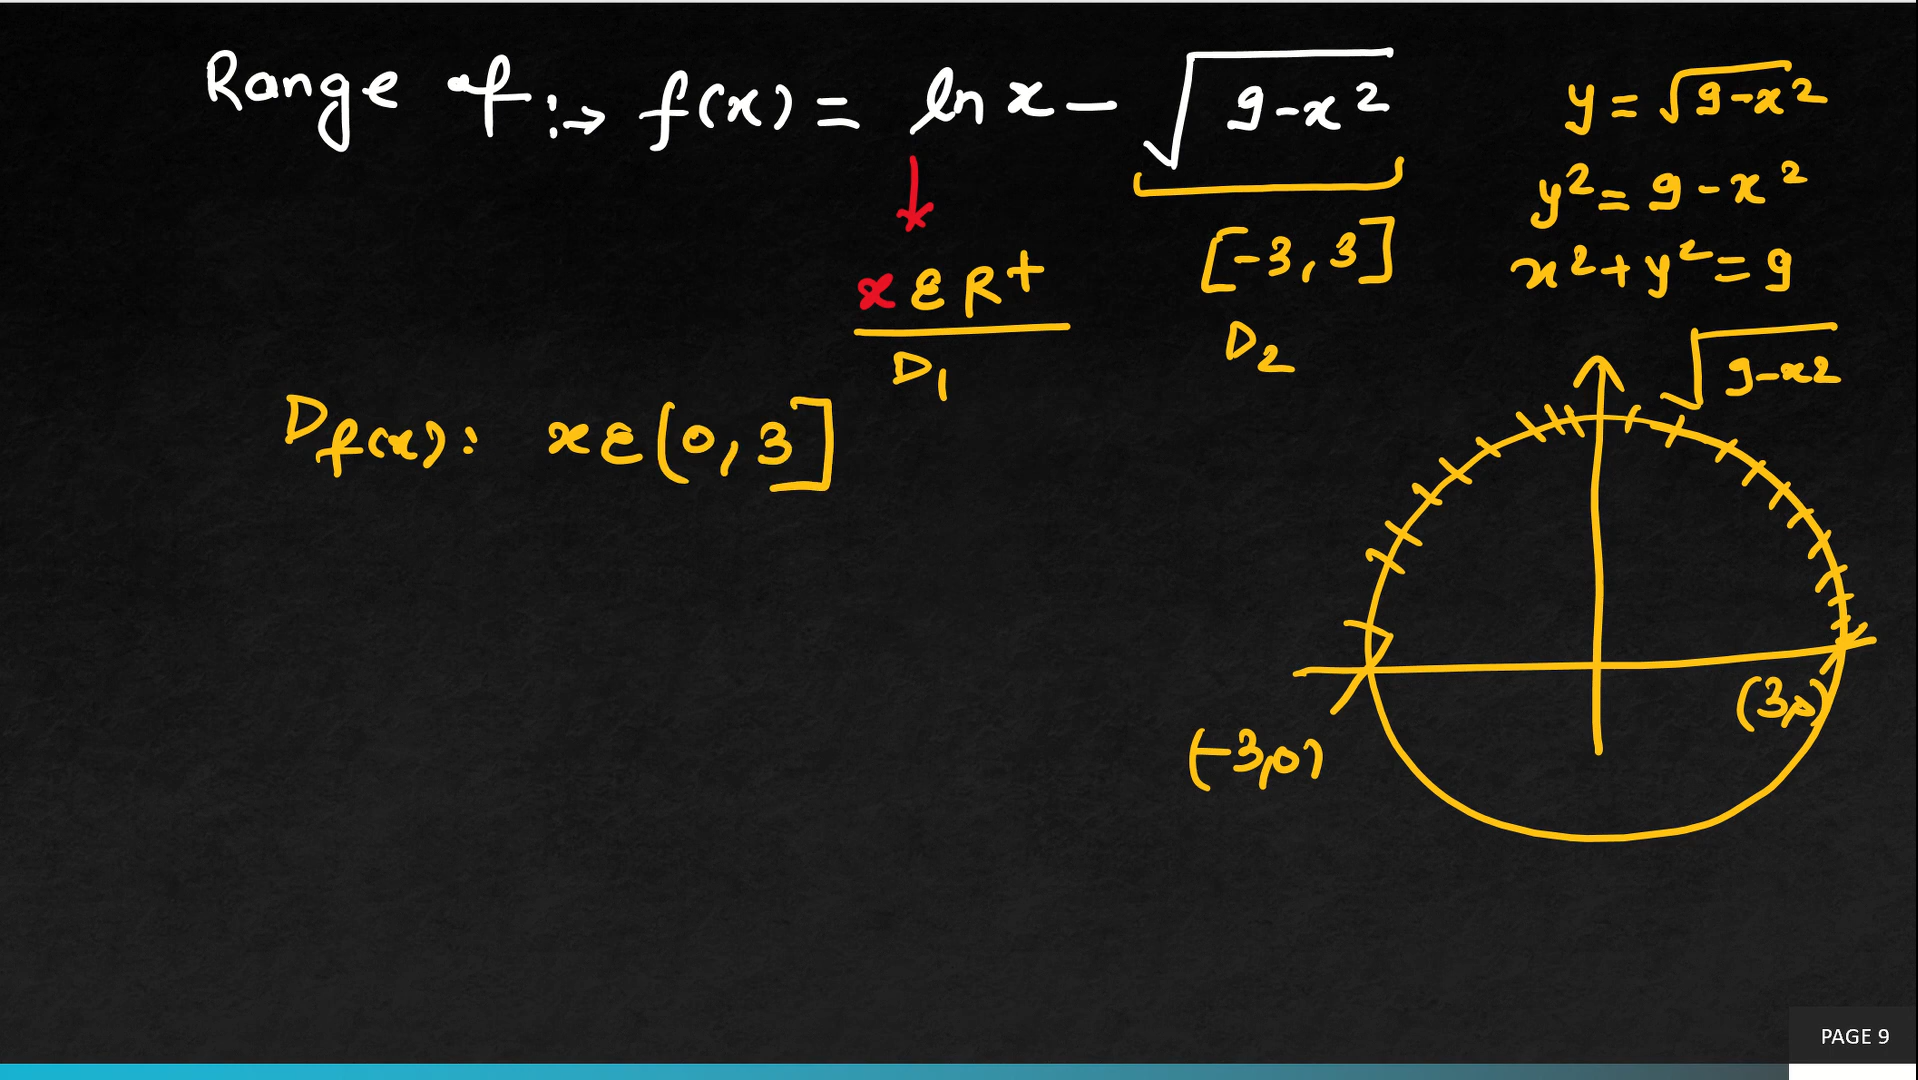 Range of :→ f(x) = ln x − √(9−x²)
x ∈ R⁺
D₁
[-3, 3]
D₂
D f(x) : x ∈ (0, 3]
y = √(9−x²)
y² = 9 − x²
x² + y² = 9
√(9−x²)
(-3,0)
(3,0)
PAGE 9